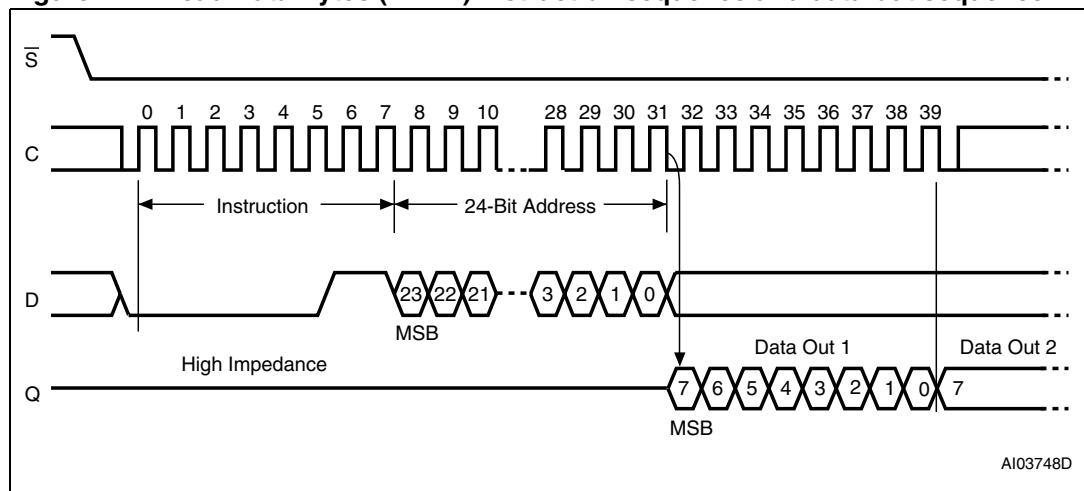 S
0 1 2 3 4 5 6 7 8 9 10 28 29 30 31 32 33 34 35 36 37 38 39
C
Instruction 24-Bit Address
D 23 22 21 3 2 1 0
MSB
High Impedance Data Out 1 Data Out 2
Q 7 6 5 4 3 2 1 0 7
MSB
AI03748D